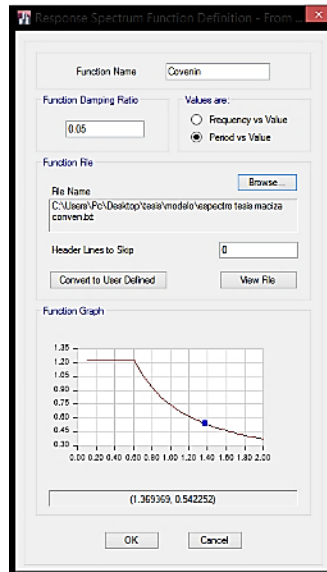 Response Spectrum Function Definition - From ...
Function Name
Covenin
Function Damping Ratio
0.05
Values are:
Frequency vs Value
Period vs Value
Function File
File Name
Browse...
C:\Users\Pc\Desktop\tesis\modelo\espectro tesis maciza
conven.txt
Header Lines to Skip
0
Convert to User Defined
View File
Function Graph
1.35
1.20
1.05
0.90
0.75
0.60
0.45
0.30
0.00 0.20 0.40 0.60 0.80 1.00 1.20 1.40 1.60 1.80 2.00
(1.369369, 0.542252)
OK
Cancel